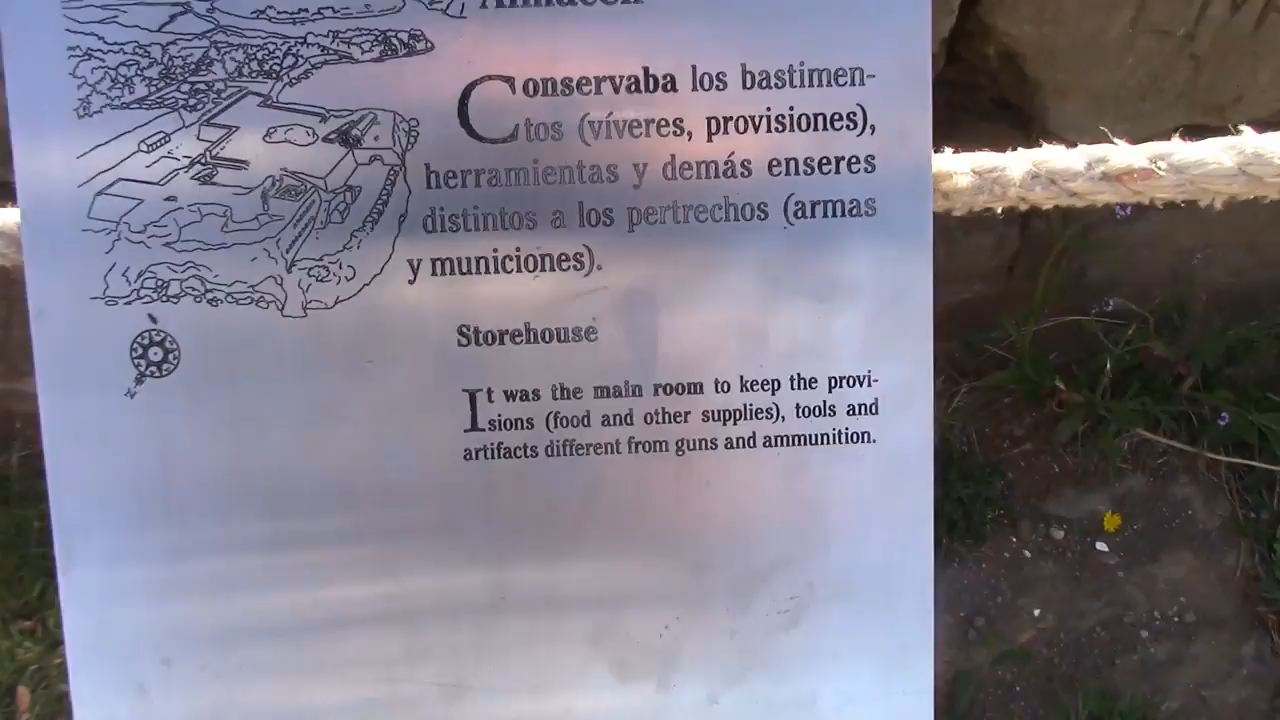 Almacén
Conservaba los bastimen-
tos (víveres, provisiones),
herramientas y demás enseres
distintos a los pertrechos (armas
y municiones).
Storehouse
It was the main room to keep the provi-
sions (food and other supplies), tools and
artifacts different from guns and ammunition.
N